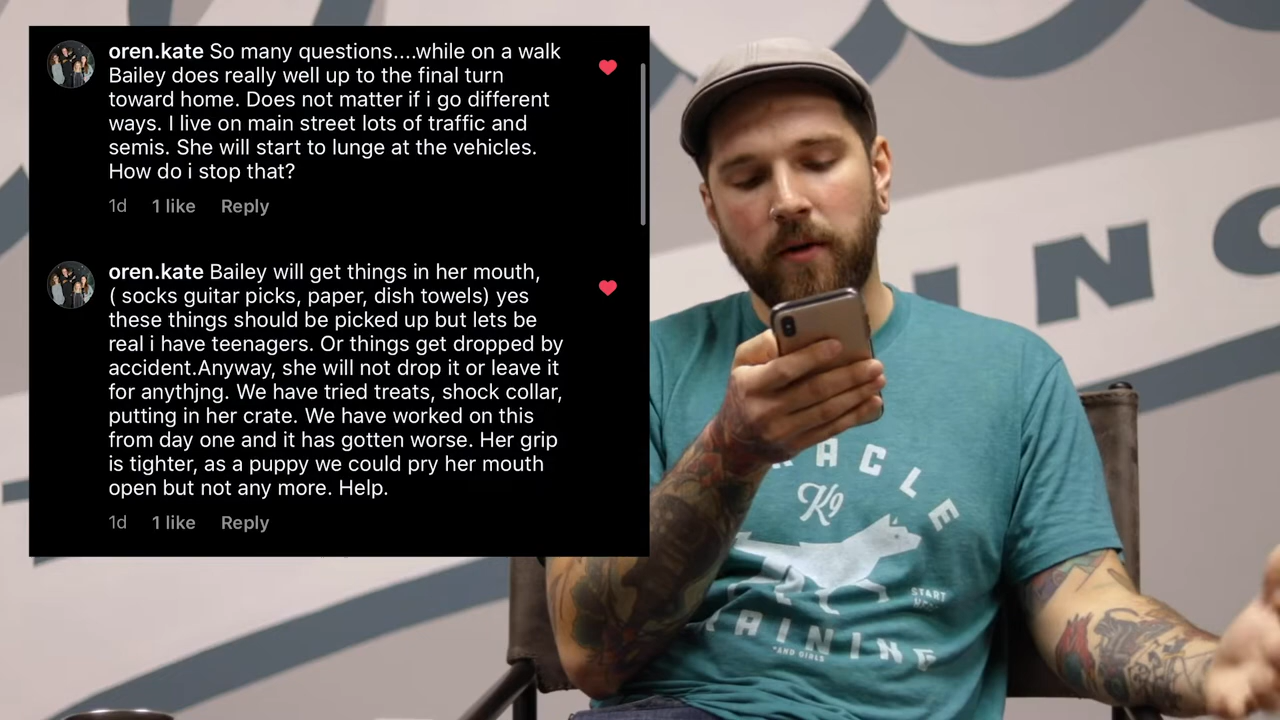 oren.kate So many questions....while on a walk
Bailey does really well up to the final turn
toward home. Does not matter if i go different
ways. I live on main street lots of traffic and
semis. She will start to lunge at the vehicles.
How do i stop that?
1d 1 like Reply
oren.kate Bailey will get things in her mouth,
( socks guitar picks, paper, dish towels) yes
these things should be picked up but lets be
real i have teenagers. Or things get dropped by
accident.Anyway, she will not drop it or leave it
for anythjng. We have tried treats, shock collar,
putting in her crate. We have worked on this
from day one and it has gotten worse. Her grip
is tighter, as a puppy we could pry her mouth
open but not any more. Help.
1d 1 like Reply
ACLE
K9
START
RAINING
*AND GIRLS
ING